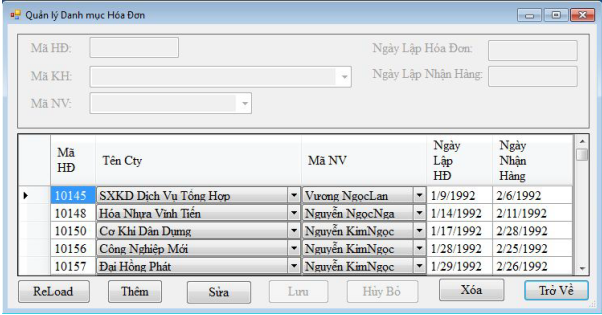 Quản lý Danh mục Hóa Đơn
Mã HĐ: Ngày Lập Hóa Đơn:
Mã KH: Ngày Lập Nhận Hàng:
Mã NV:
Mã HĐ Tên Cty Mã NV Ngày Lập HĐ Ngày Nhận Hàng
10145 SXKD Dịch Vụ Tổng Hợp Vương NgọcLan 1/9/1992 2/6/1992
10148 Hóa Nhựa Vĩnh Tiến Nguyễn NgọcNga 1/14/1992 2/11/1992
10150 Cơ Khí Dân Dụng Nguyễn KimNgọc 1/17/1992 2/28/1992
10156 Công Nghiệp Mới Nguyễn KimNgọc 1/28/1992 2/25/1992
10157 Đại Hồng Phát Nguyễn KimNgọc 1/29/1992 2/26/1992
ReLoad Thêm Sửa Lưu Hủy Bỏ Xóa Trở Về